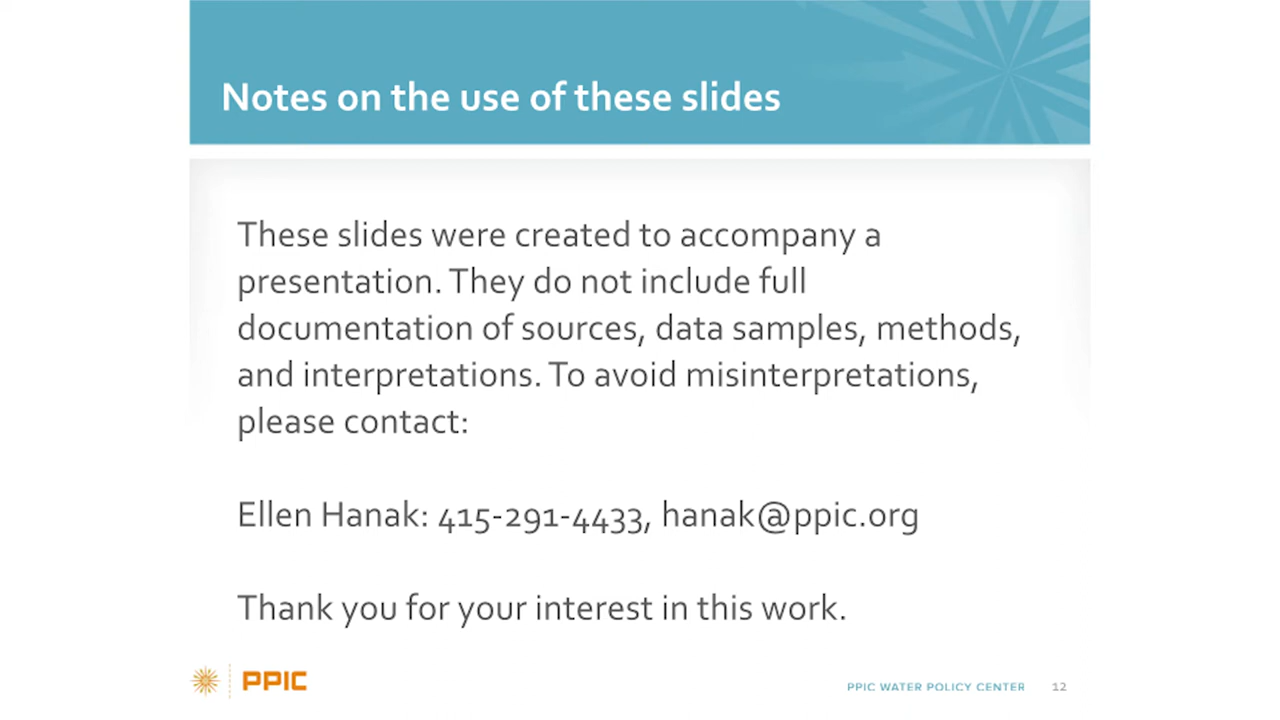 Notes on the use of these slides
These slides were created to accompany a
presentation. They do not include full
documentation of sources, data samples, methods,
and interpretations. To avoid misinterpretations,
please contact:
Ellen Hanak: 415-291-4433, hanak@ppic.org
Thank you for your interest in this work.
PPIC
PPIC WATER POLICY CENTER 12